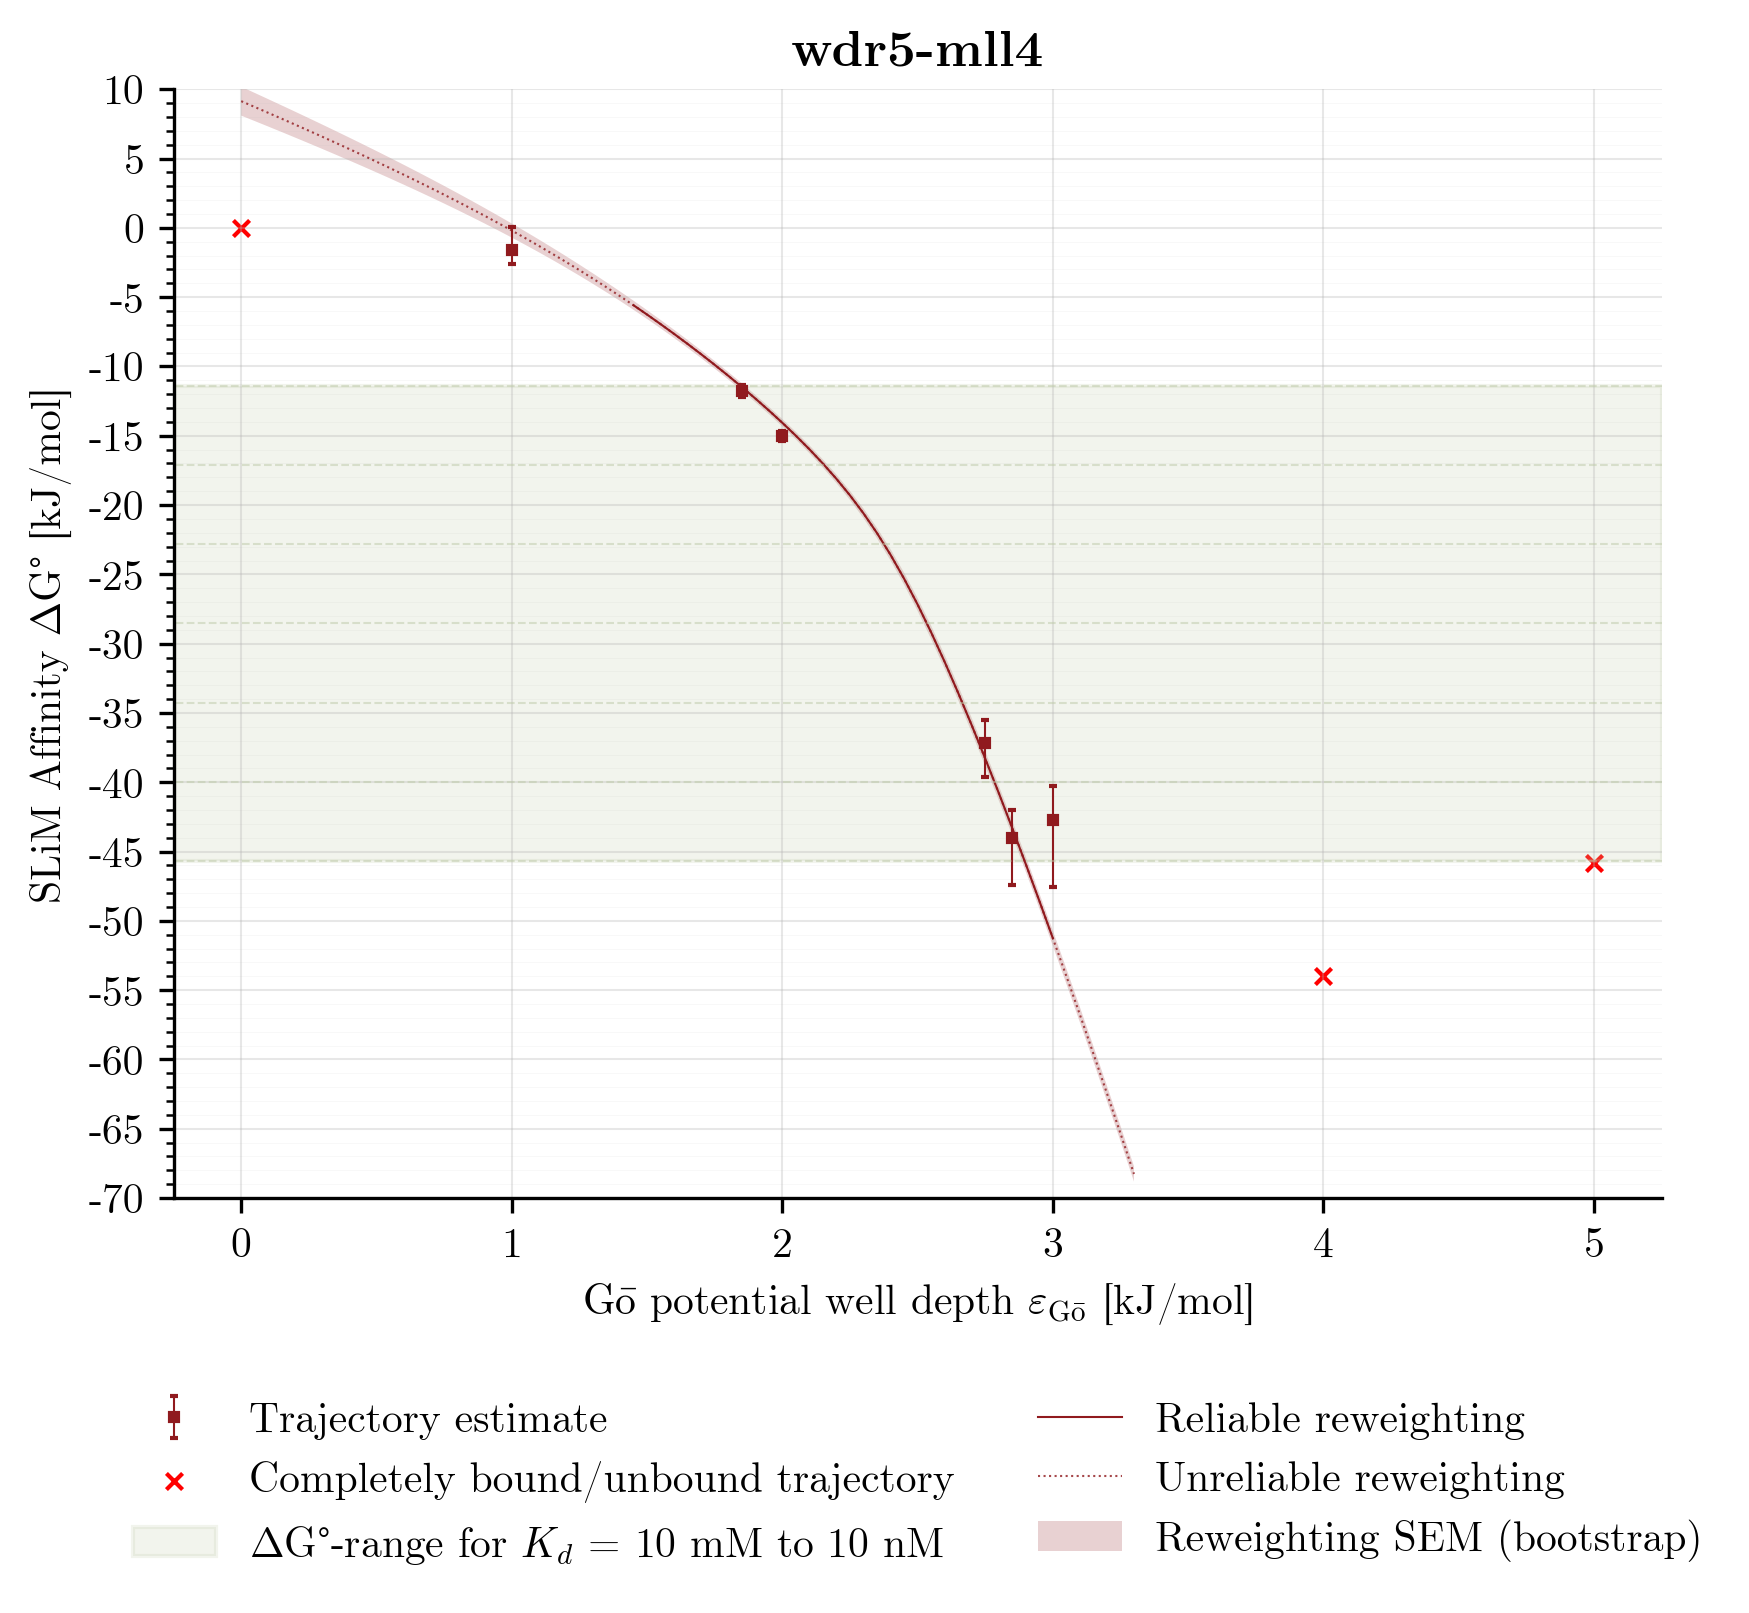 wdr5-mll4
10
5
0
-5
-10
-15
-20
-25
-30
-35
-40
-45
-50
-55
-60
-65
-70
SLiM Affinity ΔG° [kJ/mol]
0 1 2 3 4 5
Gō potential well depth ε_Gō [kJ/mol]
Trajectory estimate
Completely bound/unbound trajectory
ΔG°-range for K_d = 10 mM to 10 nM
Reliable reweighting
Unreliable reweighting
Reweighting SEM (bootstrap)